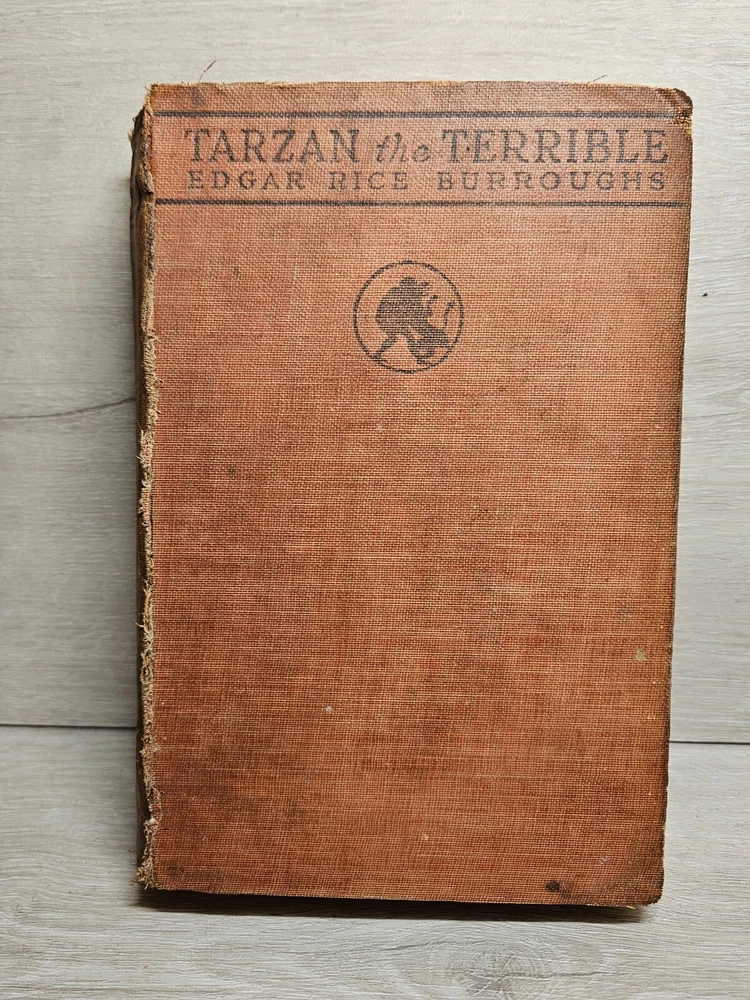 TARZAN the TERRIBLE
EDGAR RICE BURROUGHS